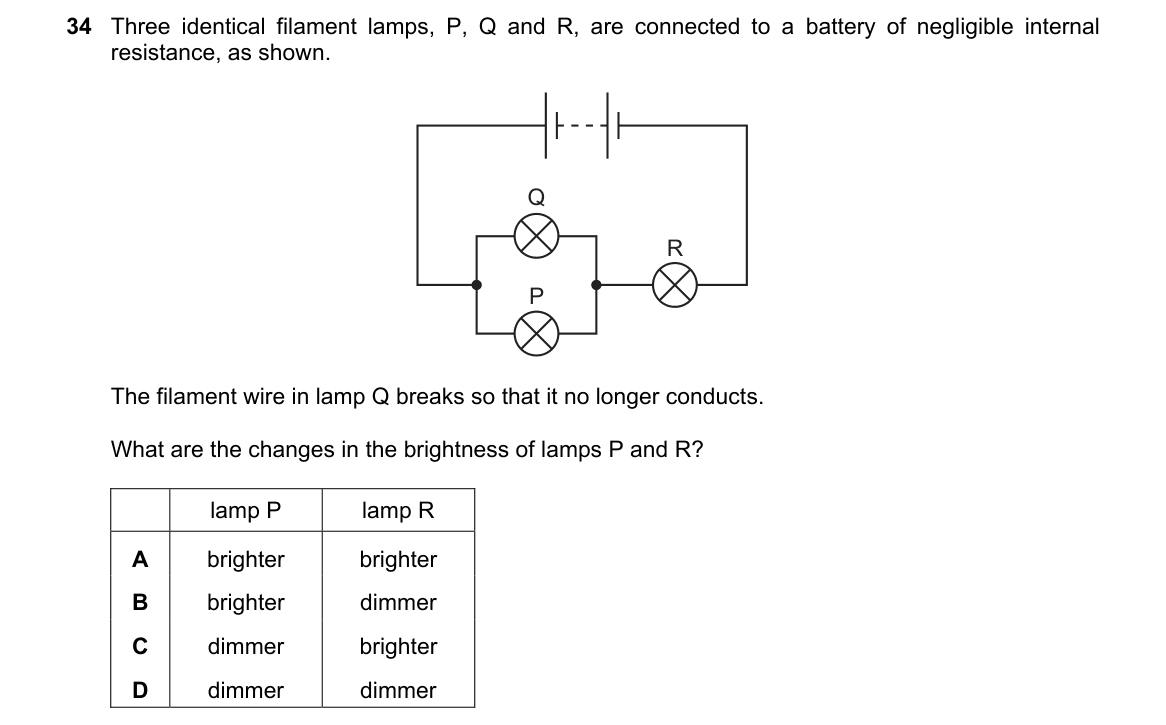 34 Three identical filament lamps, P, Q and R, are connected to a battery of negligible internal
resistance, as shown.
Q
R
P
The filament wire in lamp Q breaks so that it no longer conducts.
What are the changes in the brightness of lamps P and R?
lamp P lamp R
A brighter brighter
B brighter dimmer
C dimmer brighter
D dimmer dimmer